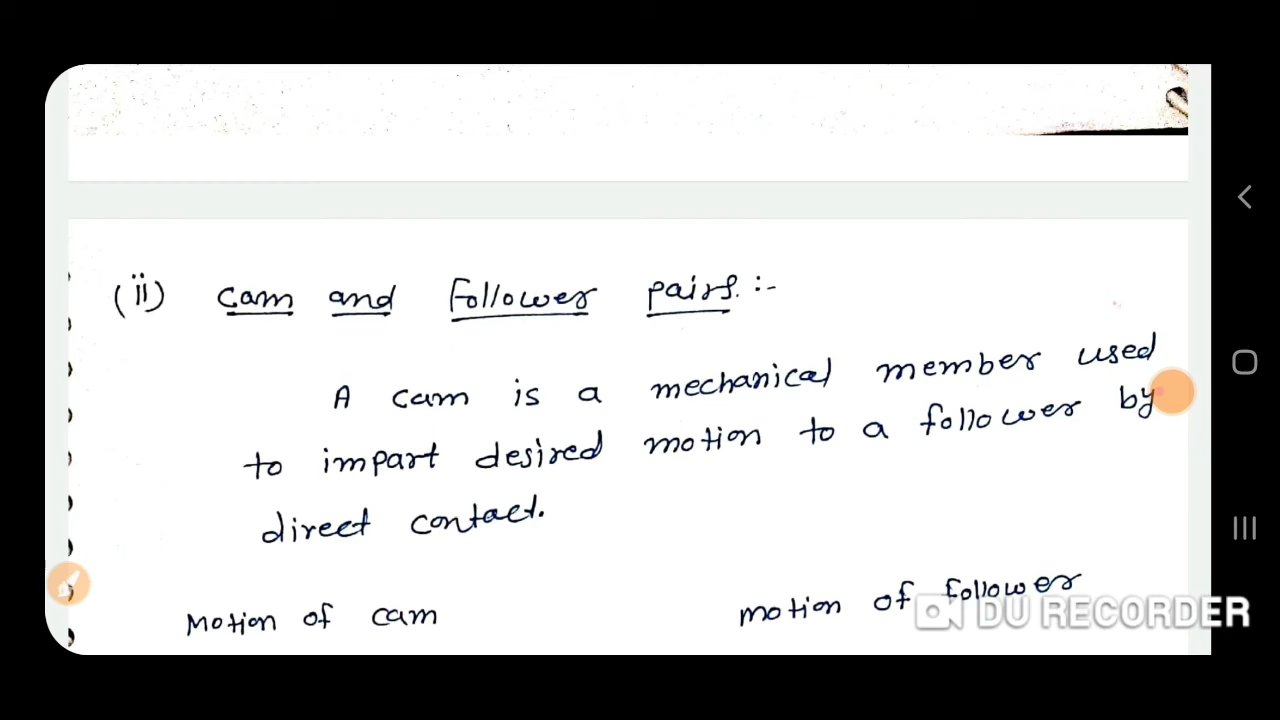 (ii) Cam and Follower pairs. :-
A cam is a mechanical member used
to impart desired motion to a follower by
direct contact.
Motion of cam motion of follower
DU RECORDER